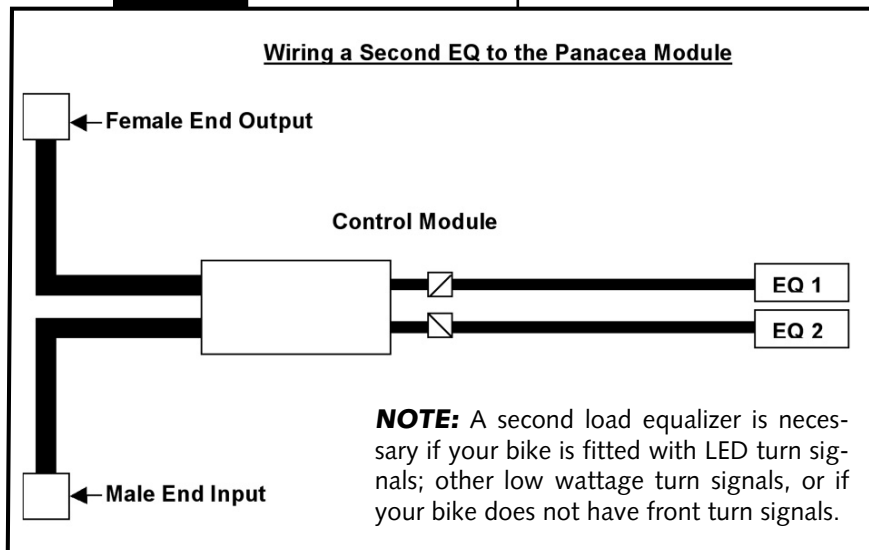 Wiring a Second EQ to the Panacea Module
Female End Output
Control Module
EQ 1
EQ 2
NOTE: A second load equalizer is neces-
sary if your bike is fitted with LED turn sig-
nals; other low wattage turn signals, or if
your bike does not have front turn signals.
Male End Input